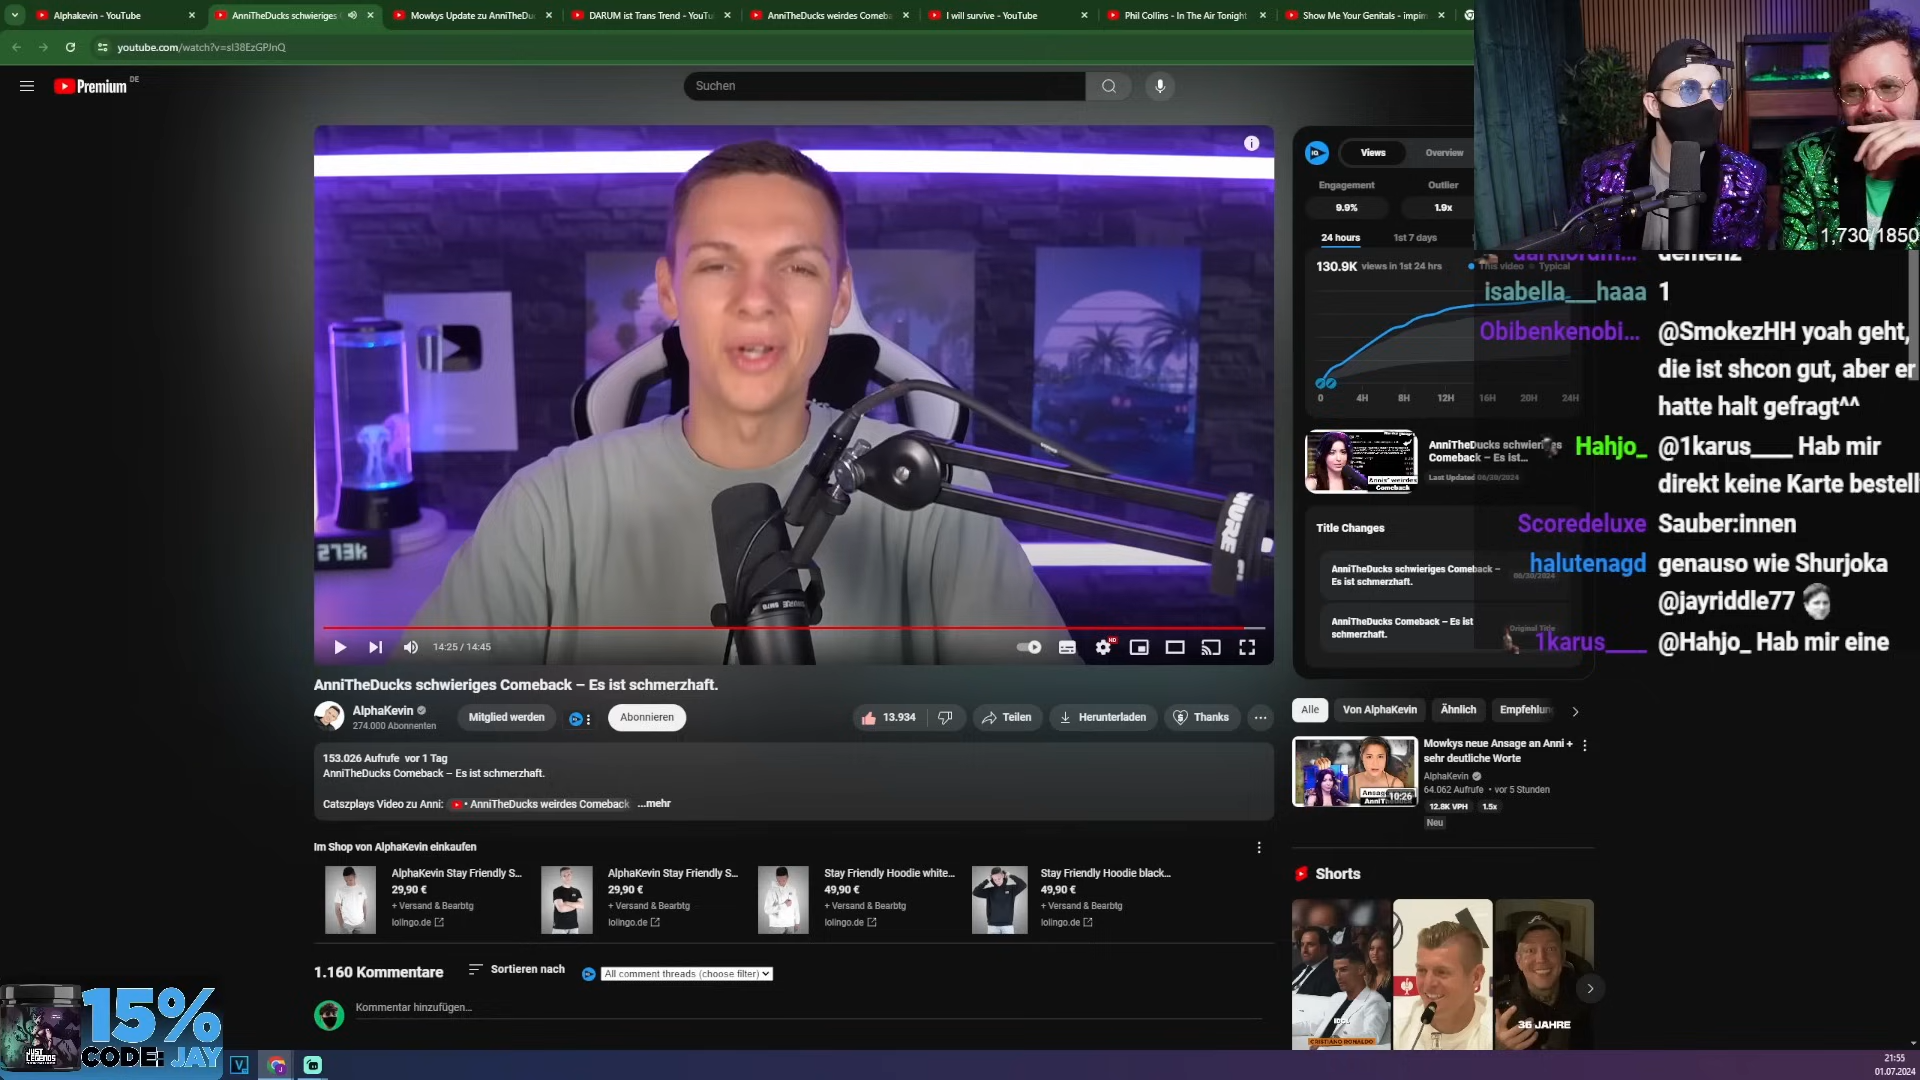 Alphakevin - YouTube
AnniTheDucks schwieriges
Mowkys Update zu AnniTheDu
DARUM ist Trans Trend - YouTu
AnniTheDucks weirdes Comeba
I will survive - YouTube
Phil Collins - In The Air Tonight
Show Me Your Genitals - impim
youtube.com/watch?v=sI38EzGPJnQ
Premium DE
Suchen
273K
SHURE
SM7B
14:25 / 14:45
HD
AnniTheDucks schwieriges Comeback – Es ist schmerzhaft.
AlphaKevin
274.000 Abonnenten
Mitglied werden
Abonnieren
13.934
Teilen
Herunterladen
Thanks
153.026 Aufrufe vor 1 Tag
AnniTheDucks Comeback – Es ist schmerzhaft.
Catszplays Video zu Anni: • AnniTheDucks weirdes Comeback ...mehr
Im Shop von AlphaKevin einkaufen
AlphaKevin Stay Friendly S...
29,90 €
+ Versand & Bearbtg
lolingo.de
AlphaKevin Stay Friendly S...
29,90 €
+ Versand & Bearbtg
lolingo.de
Stay Friendly Hoodie white...
49,90 €
+ Versand & Bearbtg
lolingo.de
Stay Friendly Hoodie black...
49,90 €
+ Versand & Bearbtg
lolingo.de
1.160 Kommentare
Sortieren nach
All comment threads (choose filter)
Kommentar hinzufügen...
Views
Overview
Engagement
Outlier
9.9%
1.9x
24 hours
1st 7 days
130.9K views in 1st 24 hrs
This video
Typical
0 4H 8H 12H 16H 20H 24H
AnniTheDucks schwieriges
Comeback – Es ist...
Last Updated 06/30/2024
Title Changes
AnniTheDucks schwieriges Comeback –
Es ist schmerzhaft.
06/30/2024
AnniTheDucks Comeback – Es ist
schmerzhaft.
Original Title
Alle
Von AlphaKevin
Ähnlich
Empfehlun
Mowkys neue Ansage an Anni +
sehr deutliche Worte
AlphaKevin
64.062 Aufrufe • vor 5 Stunden
12.8K VPH
1.5x
Neu
10:26
Shorts
CRISTIANO RONALDO
36 JAHRE
1,730/1850
demenz
isabella___haaa 1
Obibenkenobi... @SmokezHH yoah geht,
die ist shcon gut, aber er
hatte halt gefragt^^
Hahjo_ @1karus____ Hab mir
direkt keine Karte bestell
Scoredeluxe Sauber:innen
halutenagd genauso wie Shurjoka
@jayriddle77
1karus____ @Hahjo_ Hab mir eine
JUST
LEGENDS
15%
CODE: JAY
21:55
01.07.2024